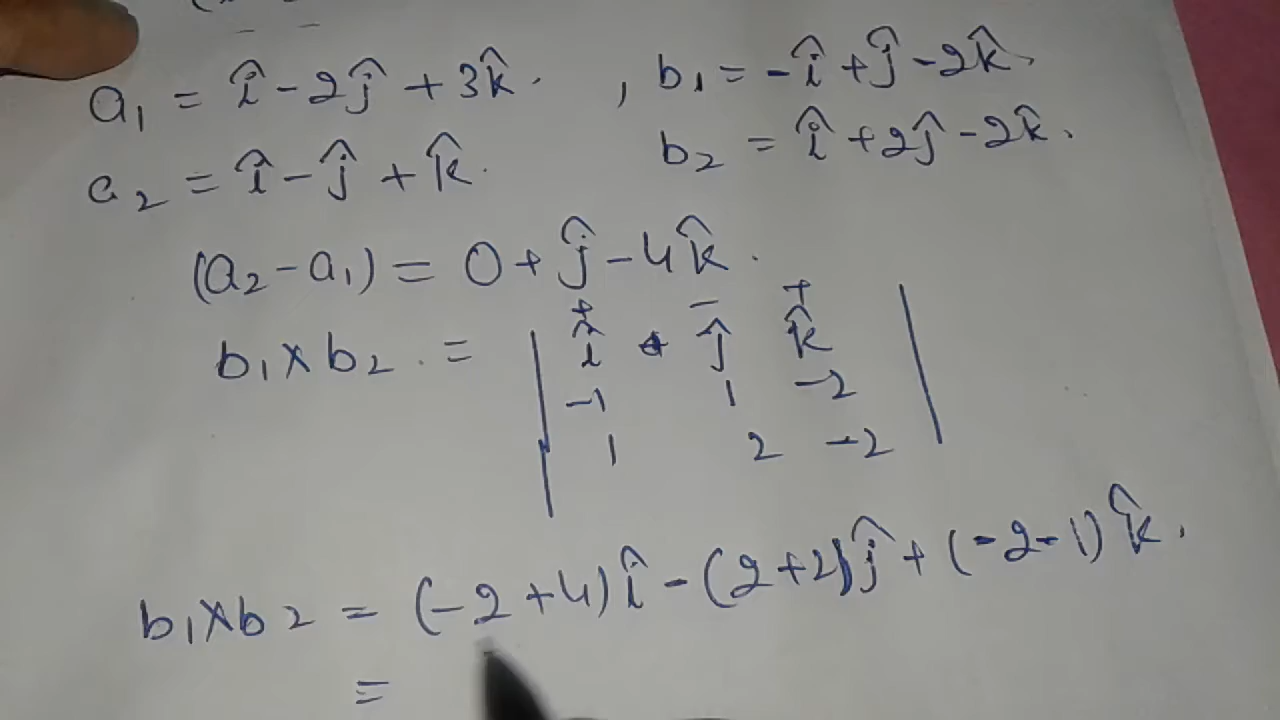 a₁ = î - 2ĵ + 3k̂. , b₁ = -î + ĵ - 2k̂.
a₂ = î - ĵ + k̂. b₂ = î + 2ĵ - 2k̂.
(a₂ - a₁) = 0 + ĵ - 4k̂.
+ - +
b₁ × b₂ . = | î ĵ k̂ |
-1 1 -2
1 2 -2
b₁ × b₂ = (-2 + 4)î - (2 + 2)ĵ + (-2 - 1)k̂.
=